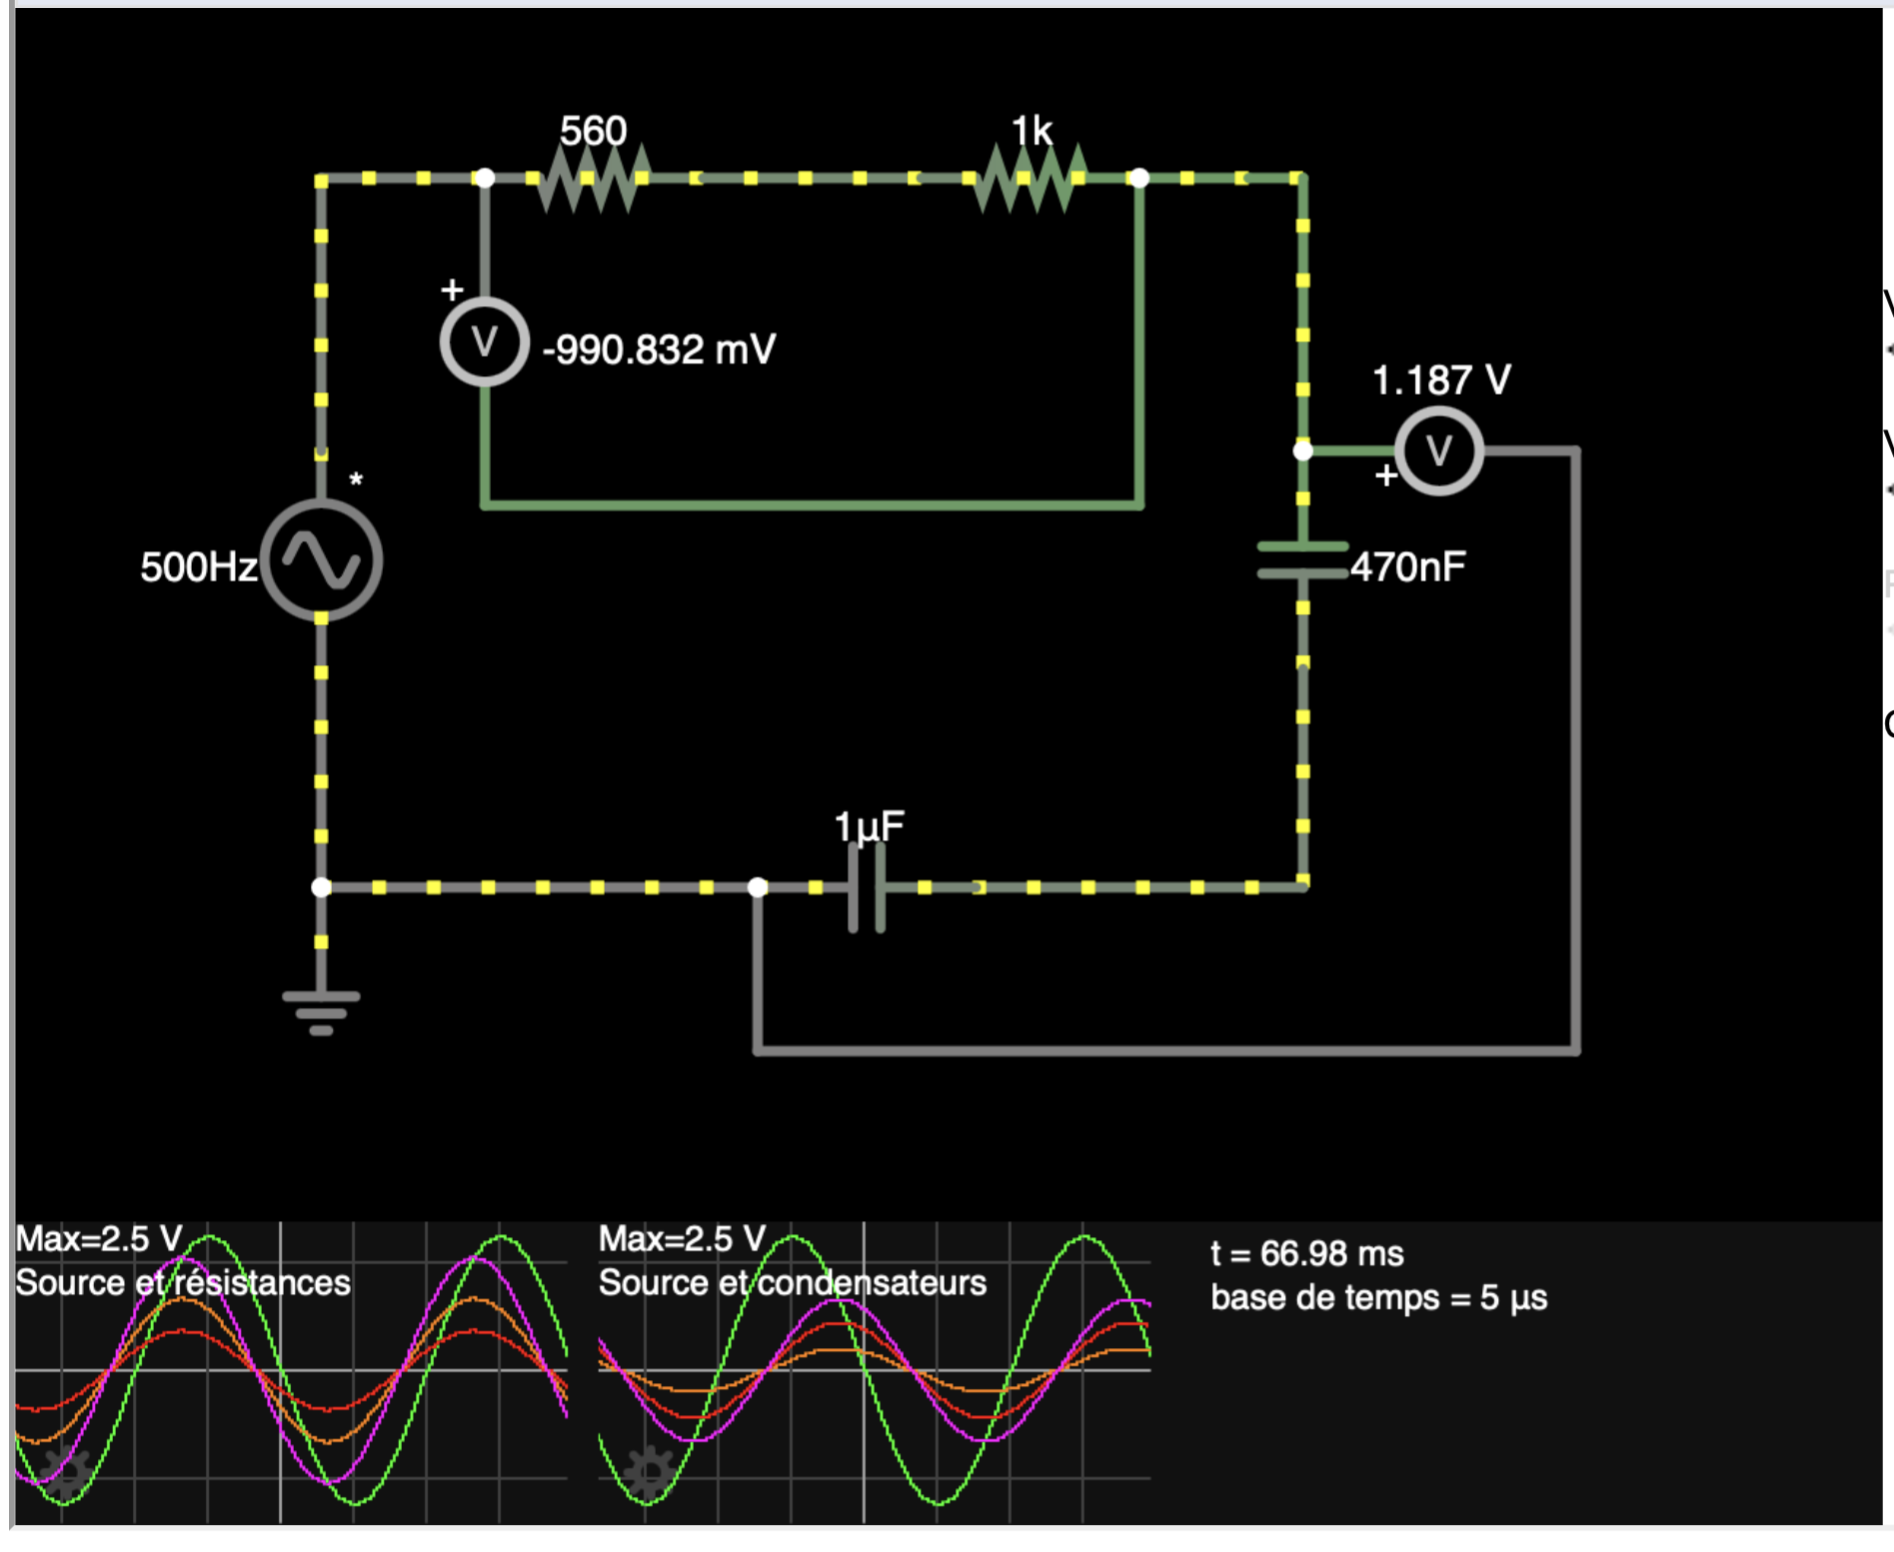 560
1k
+
V
-990.832 mV
1.187 V
V
+
*
500Hz
470nF
1µF
Max=2.5 V
Source et résistances
Max=2.5 V
Source et condensateurs
t = 66.98 ms
base de temps = 5 µs